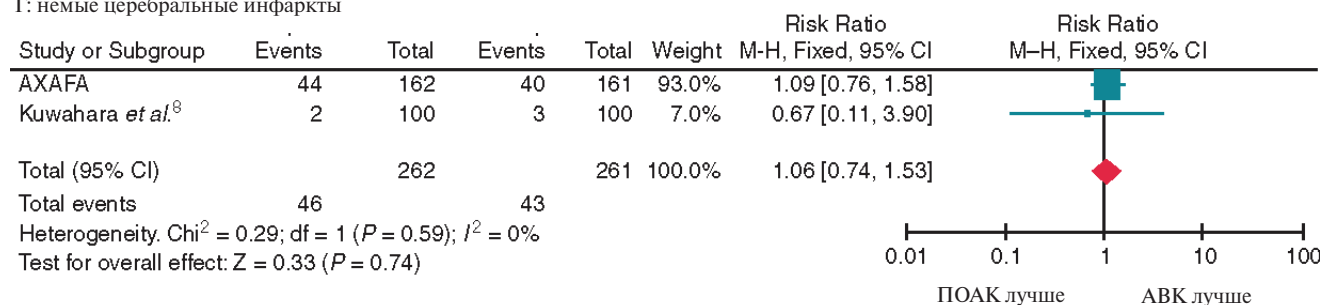 Г: немые церебральные инфаркты
Risk Ratio Risk Ratio
Study or Subgroup Events Total Events Total Weight M-H, Fixed, 95% CI M–H, Fixed, 95% CI
AXAFA 44 162 40 161 93.0% 1.09 [0.76, 1.58]
Kuwahara et al.8 2 100 3 100 7.0% 0.67 [0.11, 3.90]
Total (95% CI) 262 261 100.0% 1.06 [0.74, 1.53]
Total events 46 43
Heterogeneity. Chi2 = 0.29; df = 1 (P = 0.59); I2 = 0%
Test for overall effect: Z = 0.33 (P = 0.74)
0.01 0.1 1 10 100
ПОАК лучше АВК лучше